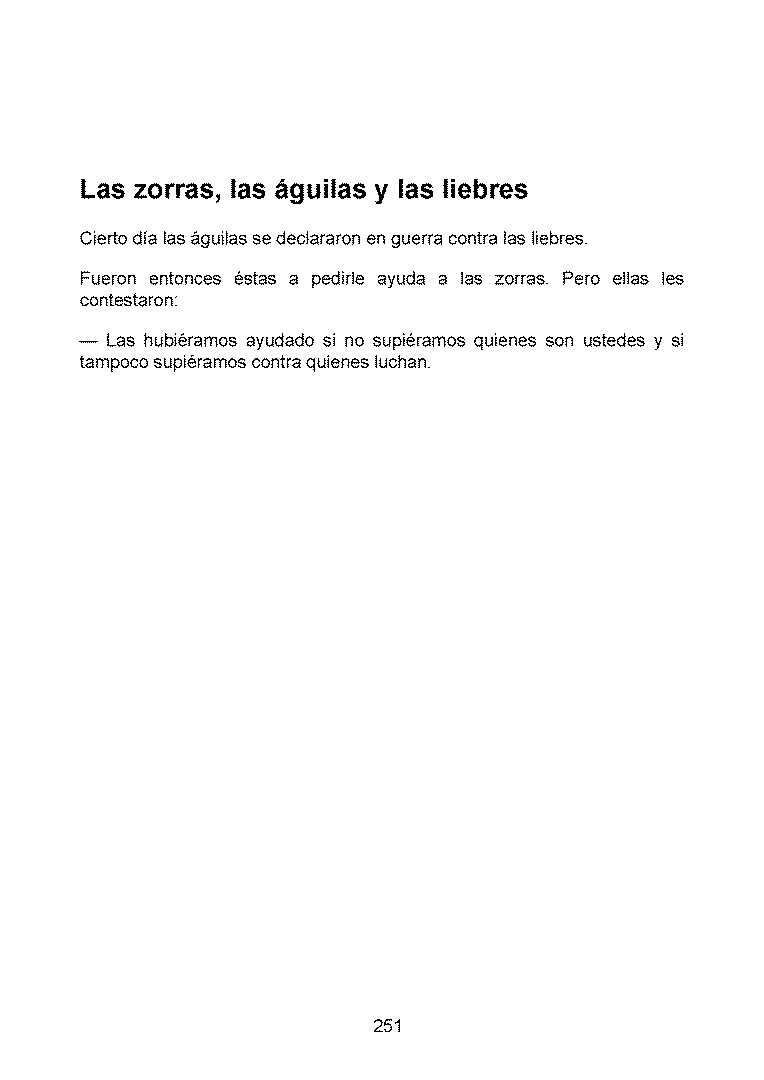 Las zorras, las águilas y las liebres
Cierto día las águilas se declararon en guerra contra las liebres.
Fueron entonces éstas a pedirle ayuda a las zorras. Pero ellas les
contestaron:
— Las hubiéramos ayudado si no supiéramos quienes son ustedes y si
tampoco supiéramos contra quienes luchan.
251